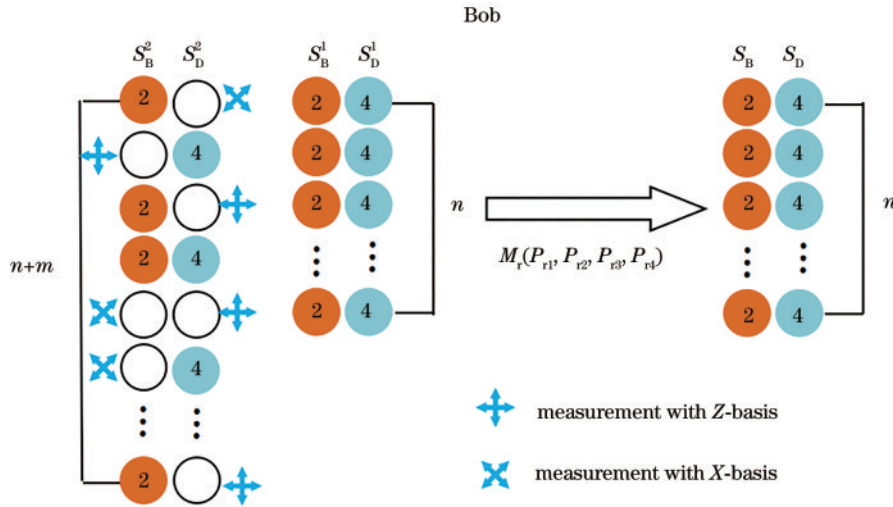 Bob
S_B^2 S_D^2 S_B^1 S_D^1 S_B S_D
2 2 4 2 4
4 2 4 2 4
2 2 4 2 4
2 4
n+m n n
M_r(P_r1, P_r2, P_r3, P_r4)
2 4 2 4
4
measurement with Z-basis
2
measurement with X-basis